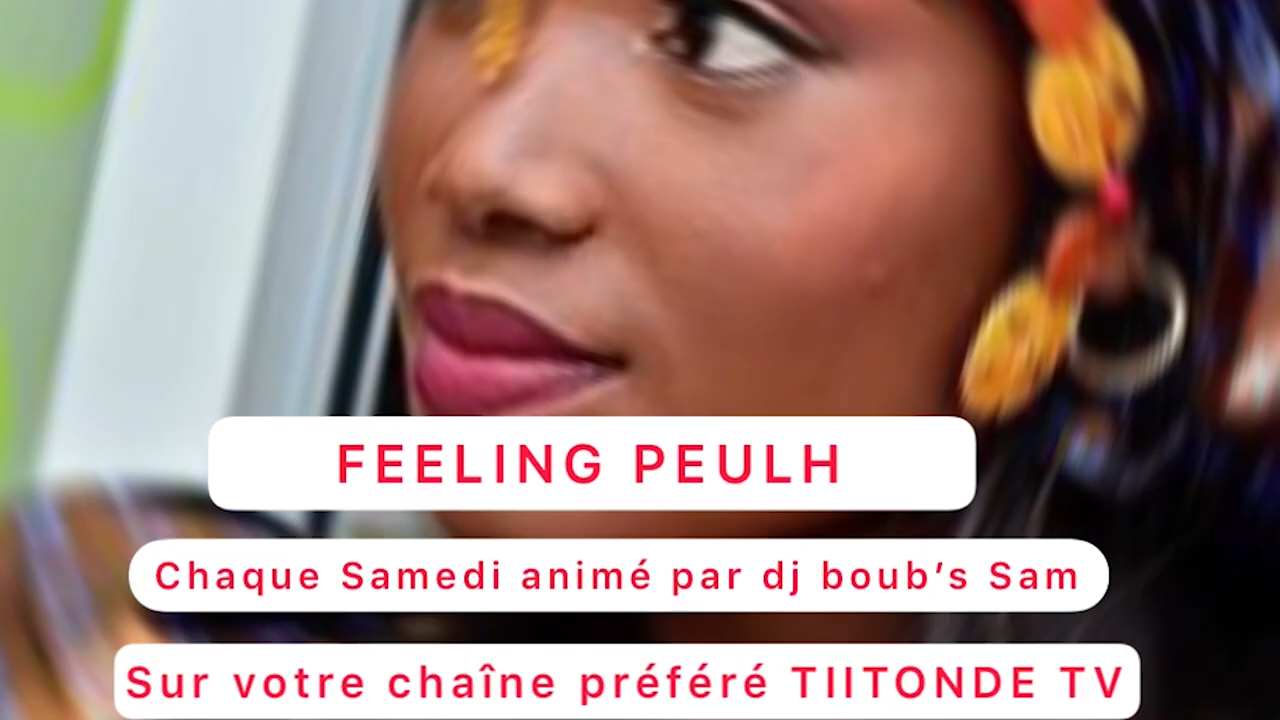 FEELING PEULH
Chaque Samedi animé par dj boub’s Sam
Sur votre chaîne préféré TIITONDE TV